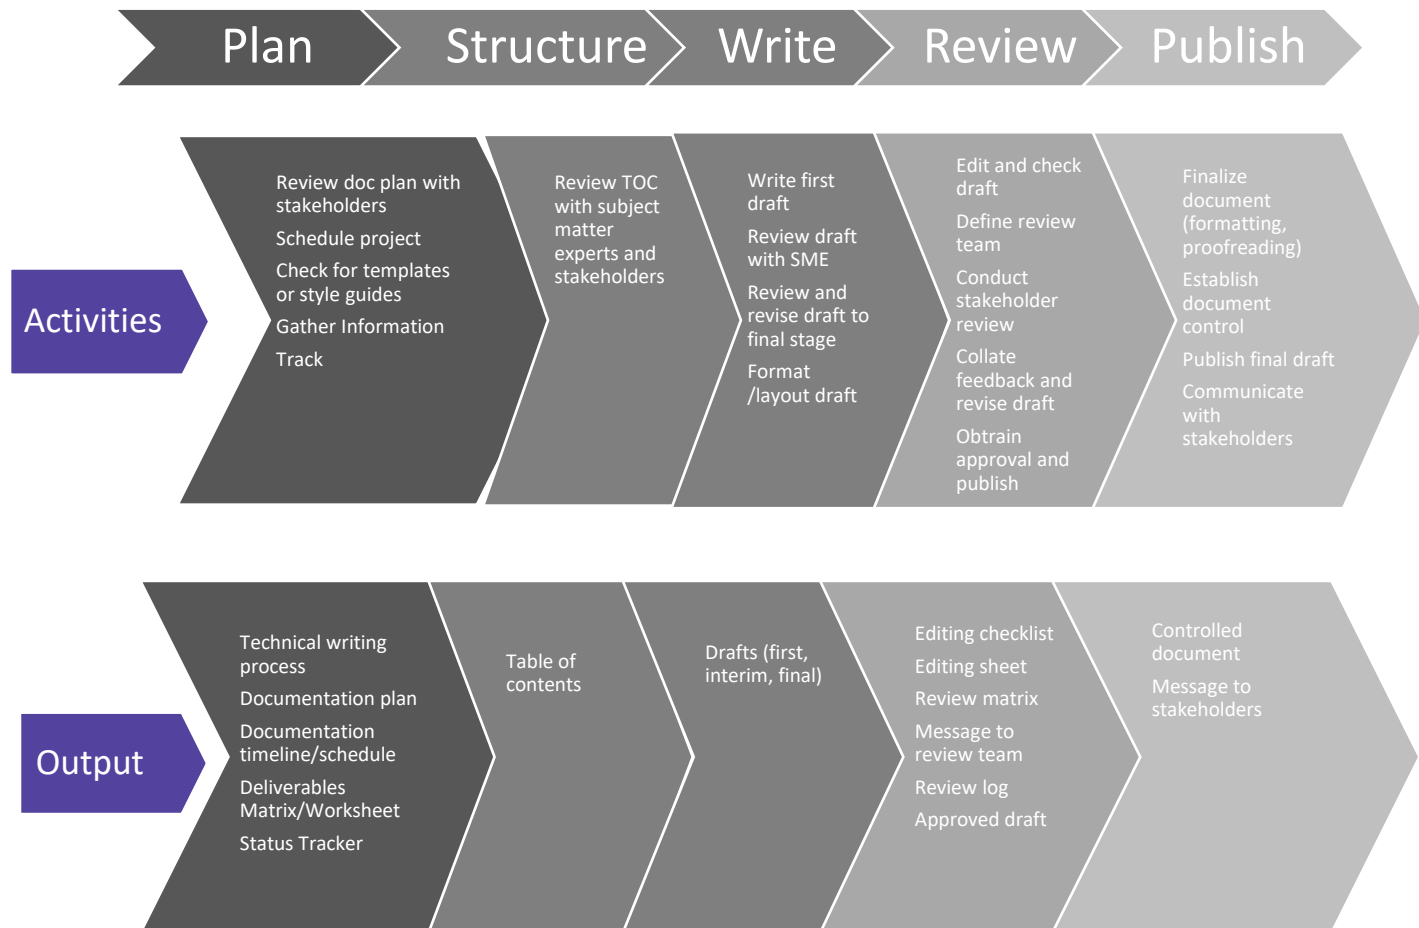 Plan
Structure
Write
Review
Publish
Activities
Review doc plan with
stakeholders
Schedule project
Check for templates
or style guides
Gather Information
Track
Review TOC
with subject
matter
experts and
stakeholders
Write first
draft
Review draft
with SME
Review and
revise draft to
final stage
Format
/layout draft
Edit and check
draft
Define review
team
Conduct
stakeholder
review
Collate
feedback and
revise draft
Obtrain
approval and
publish
Finalize
document
(formatting,
proofreading)
Establish
document
control
Publish final draft
Communicate
with
stakeholders
Output
Technical writing
process
Documentation plan
Documentation
timeline/schedule
Deliverables
Matrix/Worksheet
Status Tracker
Table of
contents
Drafts (first,
interim, final)
Editing checklist
Editing sheet
Review matrix
Message to
review team
Review log
Approved draft
Controlled
document
Message to
stakeholders